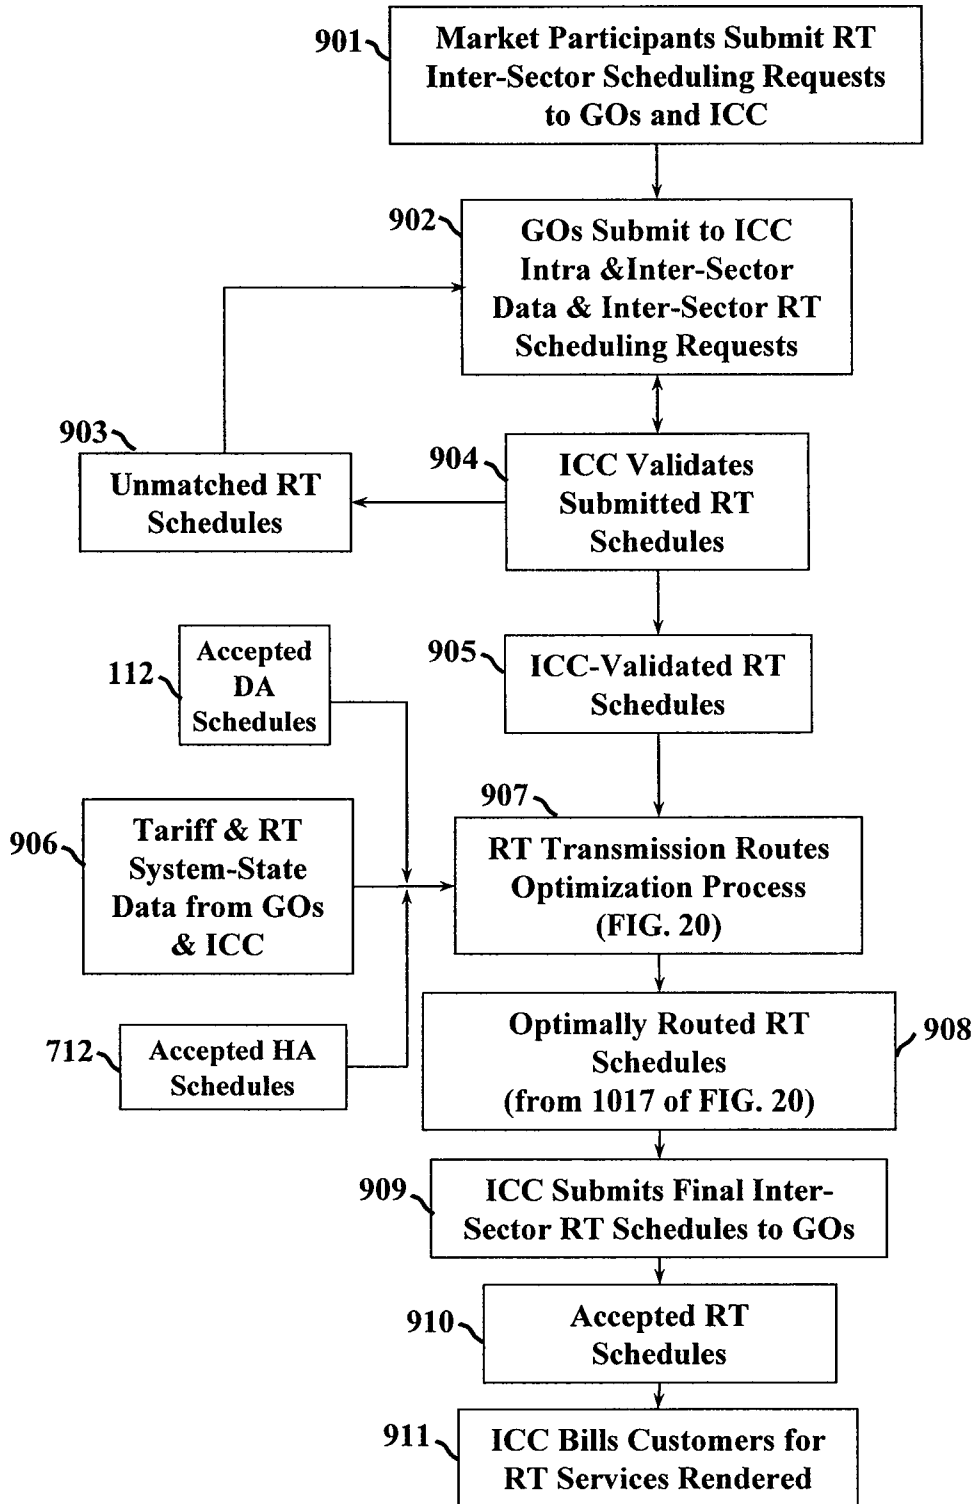 901
Market Participants Submit RT
Inter-Sector Scheduling Requests
to GOs and ICC
902
GOs Submit to ICC
Intra &Inter-Sector
Data & Inter-Sector RT
Scheduling Requests
903
Unmatched RT
Schedules
904
ICC Validates
Submitted RT
Schedules
112
Accepted
DA
Schedules
905
ICC-Validated RT
Schedules
906
Tariff & RT
System-State
Data from GOs
& ICC
907
RT Transmission Routes
Optimization Process
(FIG. 20)
712
Accepted HA
Schedules
Optimally Routed RT
Schedules
(from 1017 of FIG. 20)
908
909
ICC Submits Final Inter-
Sector RT Schedules to GOs
910
Accepted RT
Schedules
911
ICC Bills Customers for
RT Services Rendered